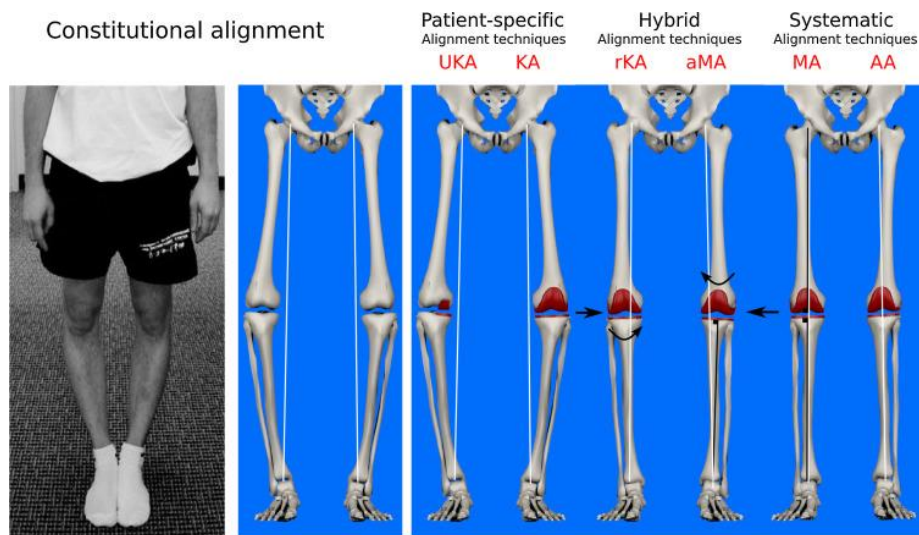 Constitutional alignment
Patient-specific
Alignment techniques
UKA KA
Hybrid
Alignment techniques
rKA aMA
Systematic
Alignment techniques
MA AA